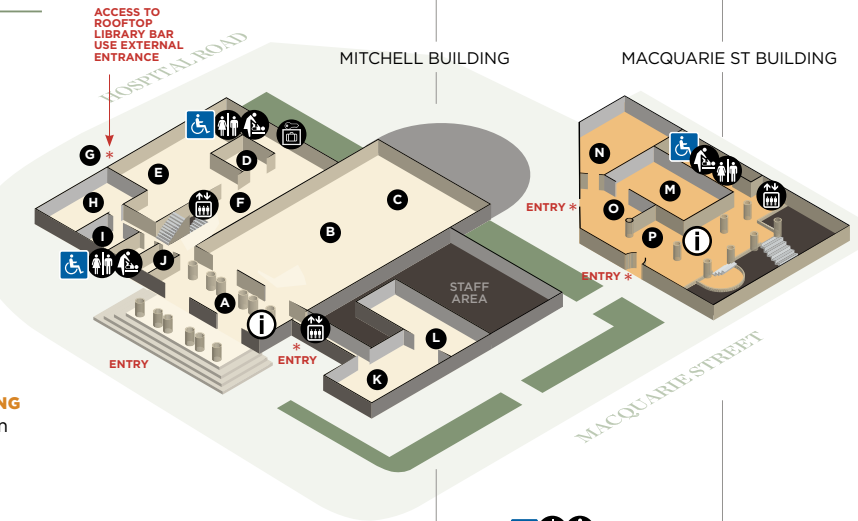 ACCESS TO
ROOFTOP
LIBRARY BAR
USE EXTERNAL
ENTRANCE
HOSPITAL ROAD
MITCHELL BUILDING
MACQUARIE ST BUILDING
G *
E
D
H
F
C
I
B
J
A
i
STAFF
AREA
L
K
ENTRY
*
ENTRY
N
M
O
ENTRY *
P
i
ENTRY *
MACQUARIE STREET
NG
n